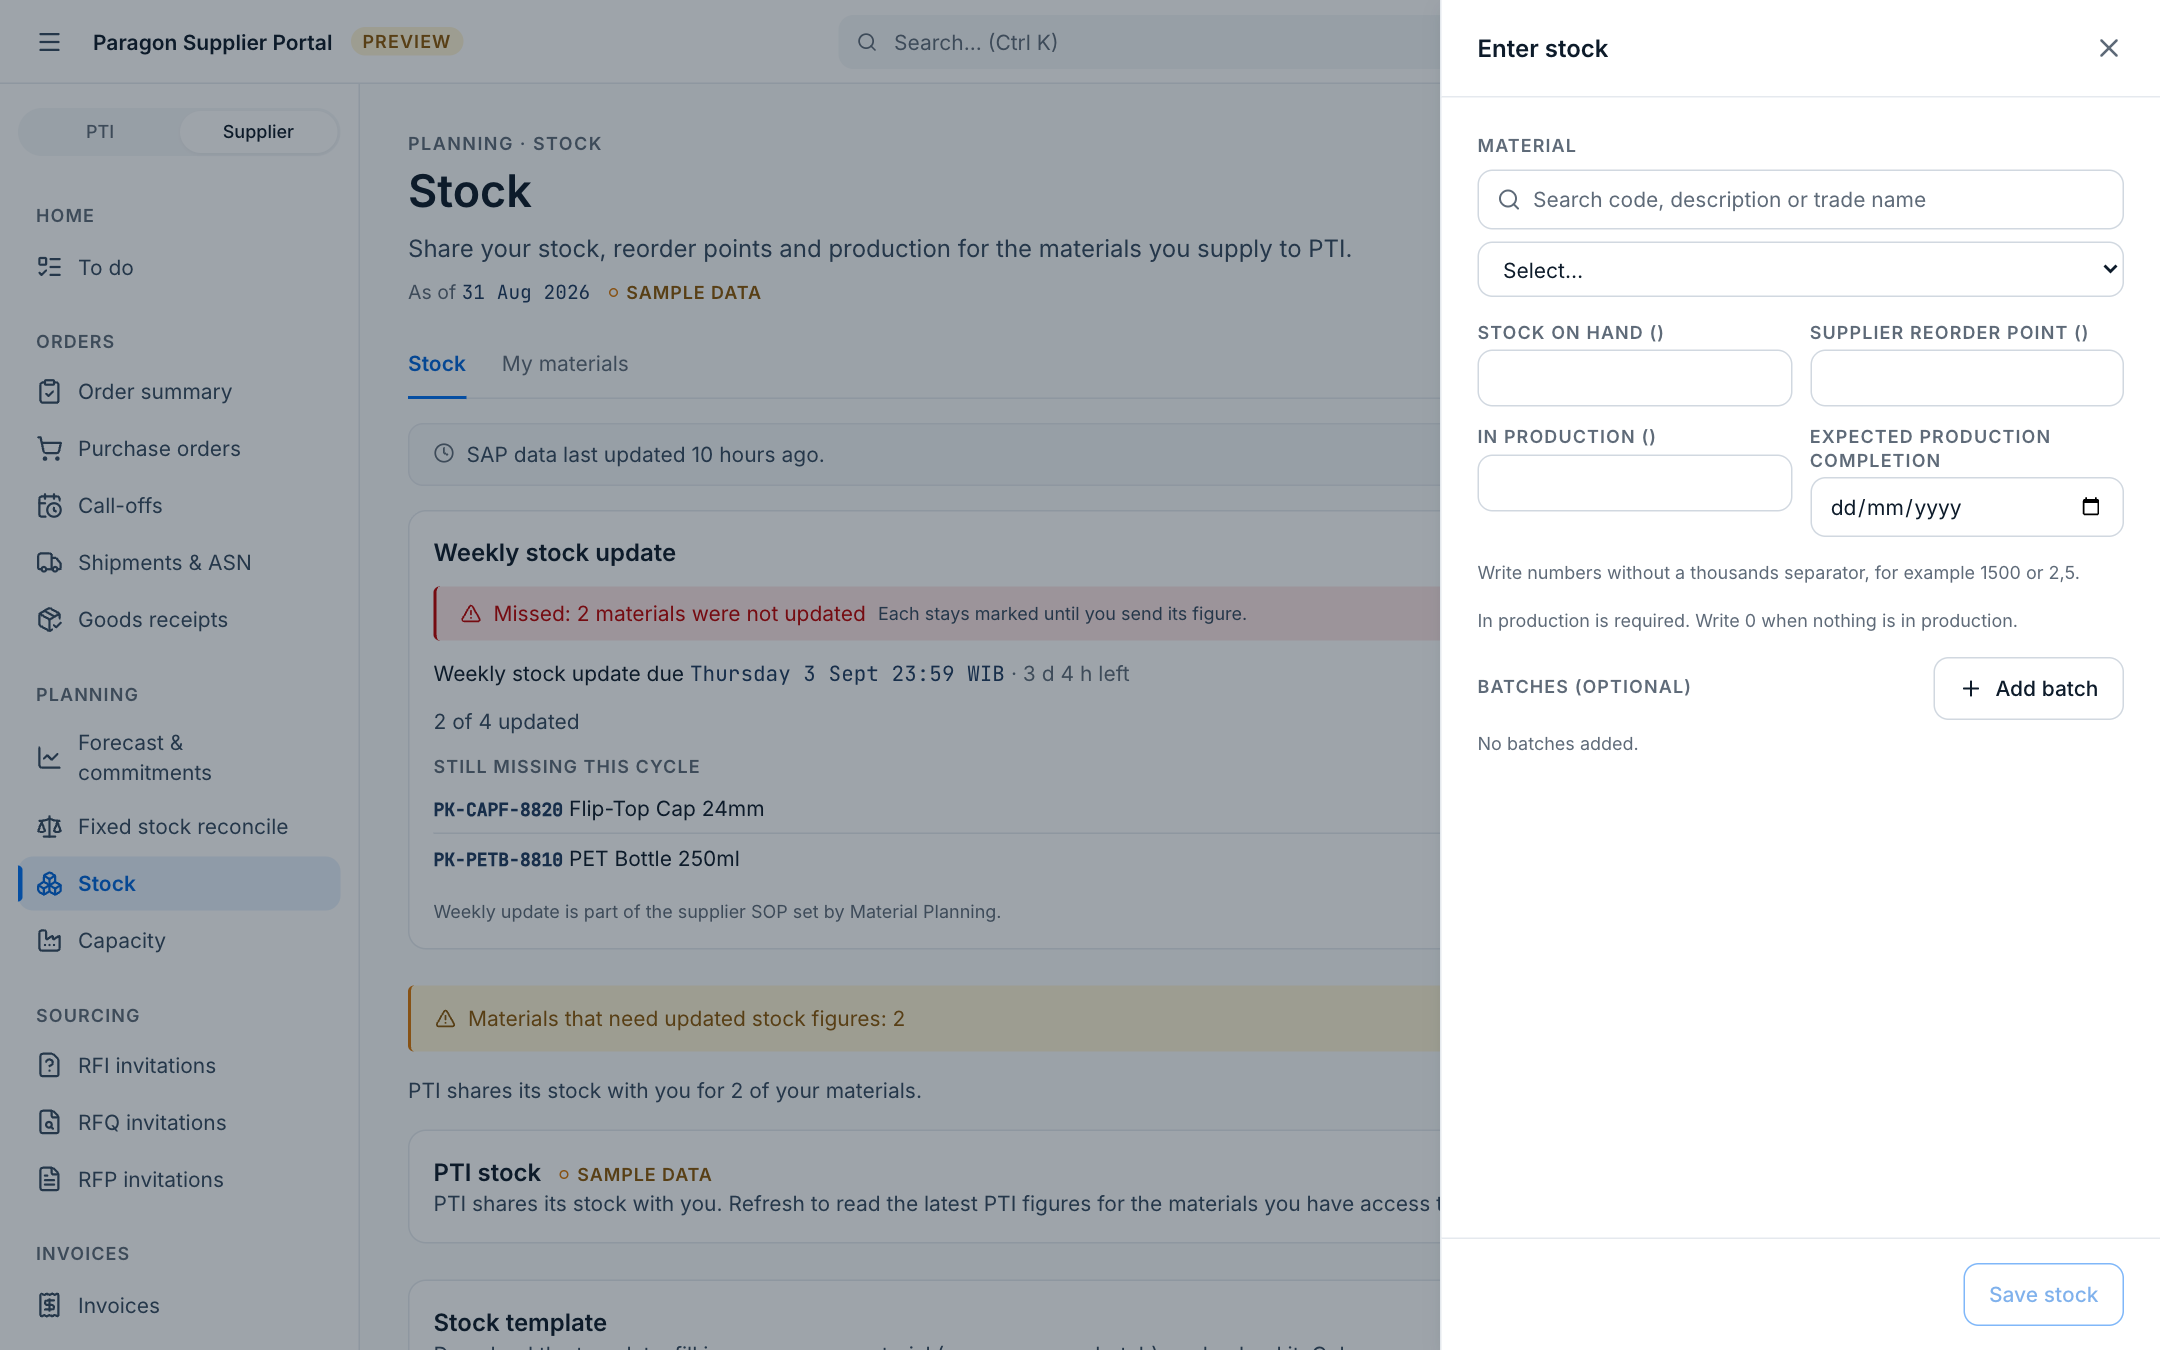 Paragon Supplier Portal
PREVIEW
Search... (Ctrl K)
PTI
Supplier
HOME
To do
ORDERS
Order summary
Purchase orders
Call-offs
Shipments & ASN
Goods receipts
PLANNING
Forecast &
commitments
Fixed stock reconcile
Stock
Capacity
SOURCING
RFI invitations
RFQ invitations
RFP invitations
INVOICES
Invoices
PLANNING · STOCK
Stock
Share your stock, reorder points and production for the materials you supply to PTI.
As of 31 Aug 2026 SAMPLE DATA
Stock
My materials
SAP data last updated 10 hours ago.
Weekly stock update
Missed: 2 materials were not updated Each stays marked until you send its figure.
Weekly stock update due Thursday 3 Sept 23:59 WIB · 3 d 4 h left
2 of 4 updated
STILL MISSING THIS CYCLE
PK-CAPF-8820 Flip-Top Cap 24mm
PK-PETB-8810 PET Bottle 250ml
Weekly update is part of the supplier SOP set by Material Planning.
Materials that need updated stock figures: 2
PTI shares its stock with you for 2 of your materials.
PTI stock SAMPLE DATA
PTI shares its stock with you. Refresh to read the latest PTI figures for the materials you have access
Stock template
Enter stock
MATERIAL
Search code, description or trade name
Select...
STOCK ON HAND ()
SUPPLIER REORDER POINT ()
IN PRODUCTION ()
EXPECTED PRODUCTION
COMPLETION
dd/mm/yyyy
Write numbers without a thousands separator, for example 1500 or 2,5.
In production is required. Write 0 when nothing is in production.
BATCHES (OPTIONAL)
Add batch
No batches added.
Save stock